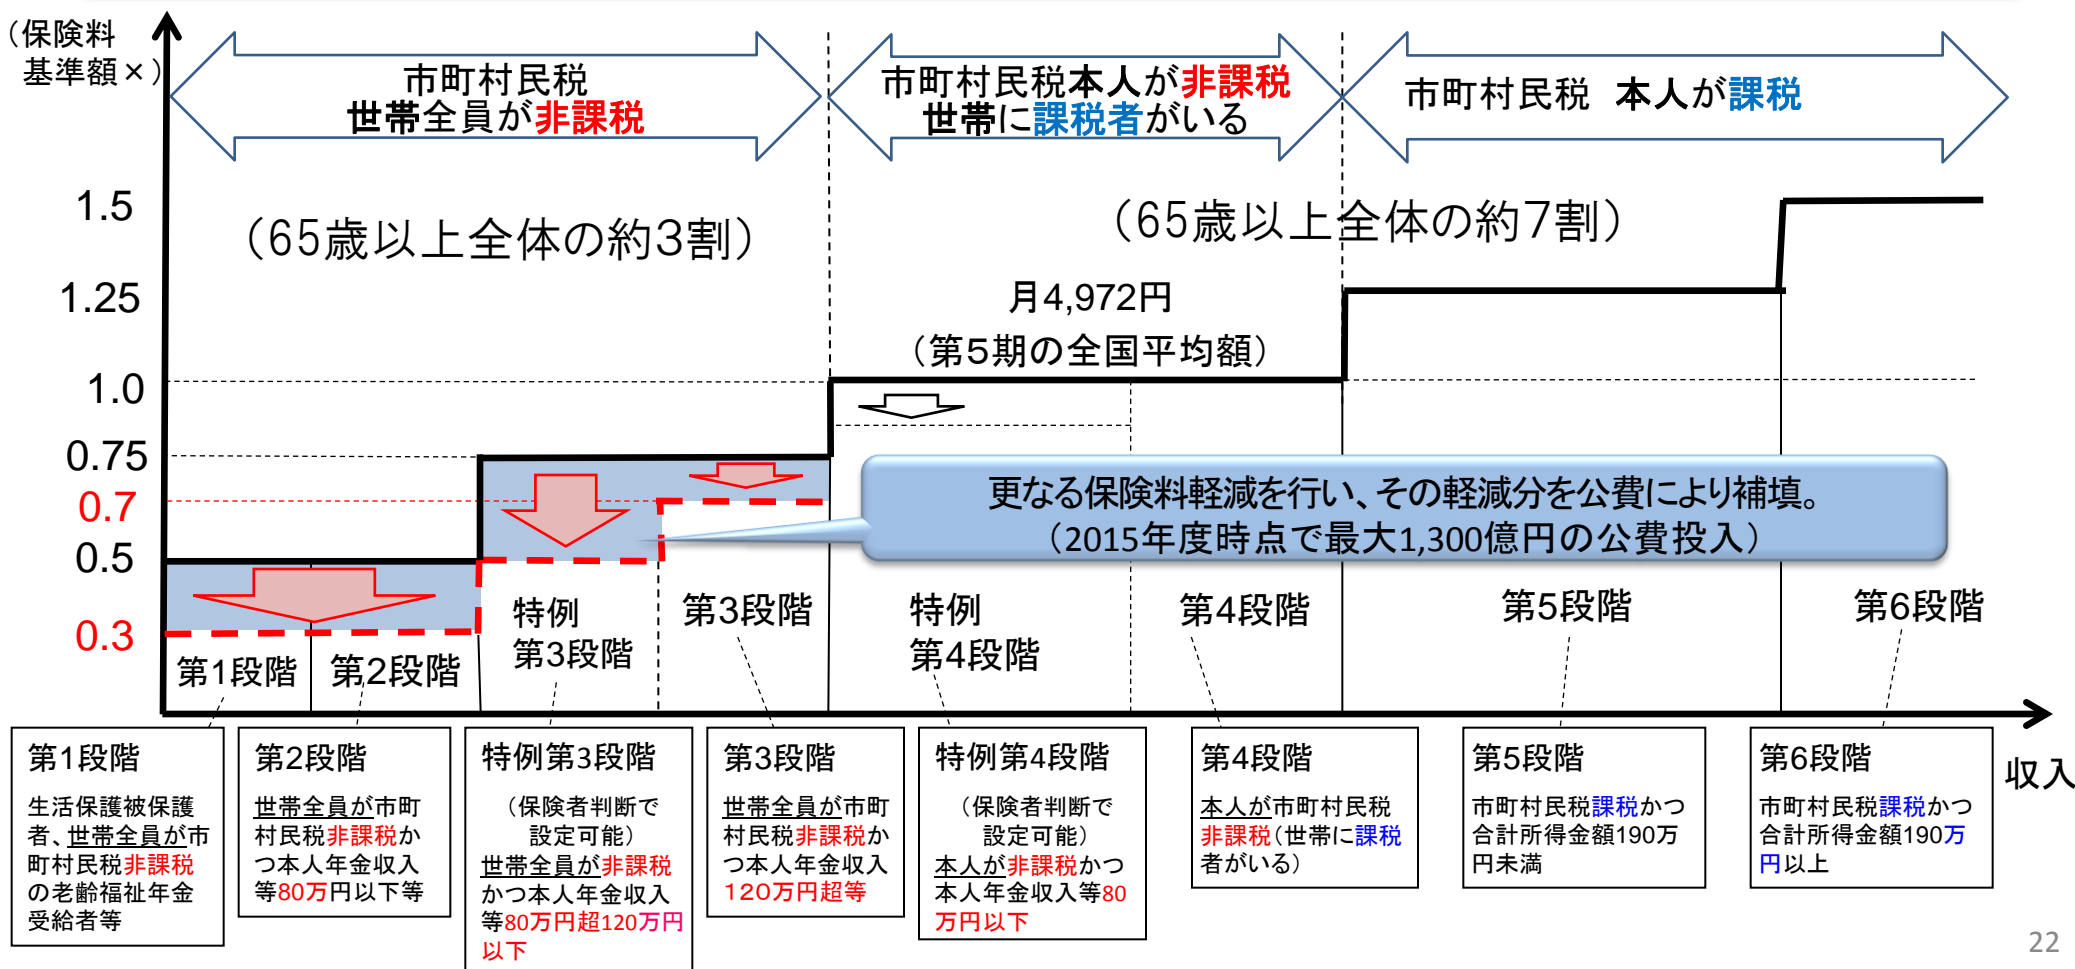 （保険料
基準額×）
市町村民税
世帯全員が非課税
市町村民税本人が非課税
世帯に課税者がいる
市町村民税　本人が課税
（65歳以上全体の約3割）
（65歳以上全体の約7割）
1.5
1.25
1.0
0.75
0.7
0.5
0.3
月4,972円
（第5期の全国平均額）
更なる保険料軽減を行い、その軽減分を公費により補填。
（2015年度時点で最大1,300億円の公費投入）
第1段階
第2段階
特例
第3段階
第3段階
特例
第4段階
第4段階
第5段階
第6段階
収入
第1段階
生活保護被保護
者、世帯全員が市
町村民税非課税
の老齢福祉年金
受給者等
第2段階
世帯全員が市町
村民税非課税か
つ本人年金収入
等80万円以下等
特例第3段階
（保険者判断で
設定可能）
世帯全員が非課税
かつ本人年金収入
等80万円超120万円
以下
第3段階
世帯全員が市町
村民税非課税か
つ本人年金収入
120万円超等
特例第4段階
（保険者判断で
設定可能）
本人が非課税かつ
本人年金収入等80
万円以下
第4段階
本人が市町村民税
非課税（世帯に課税
者がいる）
第5段階
市町村民税課税かつ
合計所得金額190万
円未満
第6段階
市町村民税課税かつ
合計所得金額190万
円以上
22